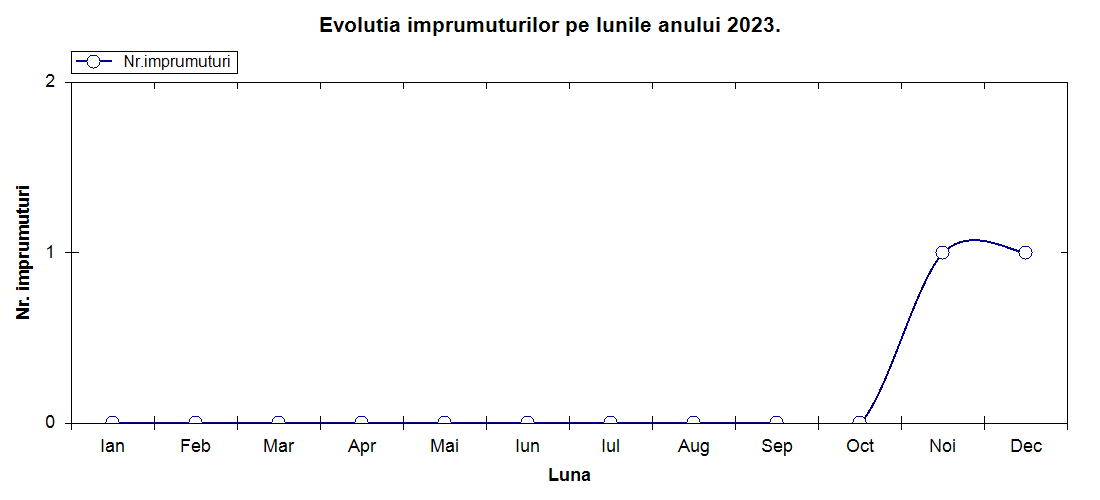 Evolutia imprumuturilor pe lunile anului 2023.
Nr.imprumuturi
Nr. imprumuturi
2
1
0
Ian Feb Mar Apr Mai Iun Iul Aug Sep Oct Noi Dec
Luna